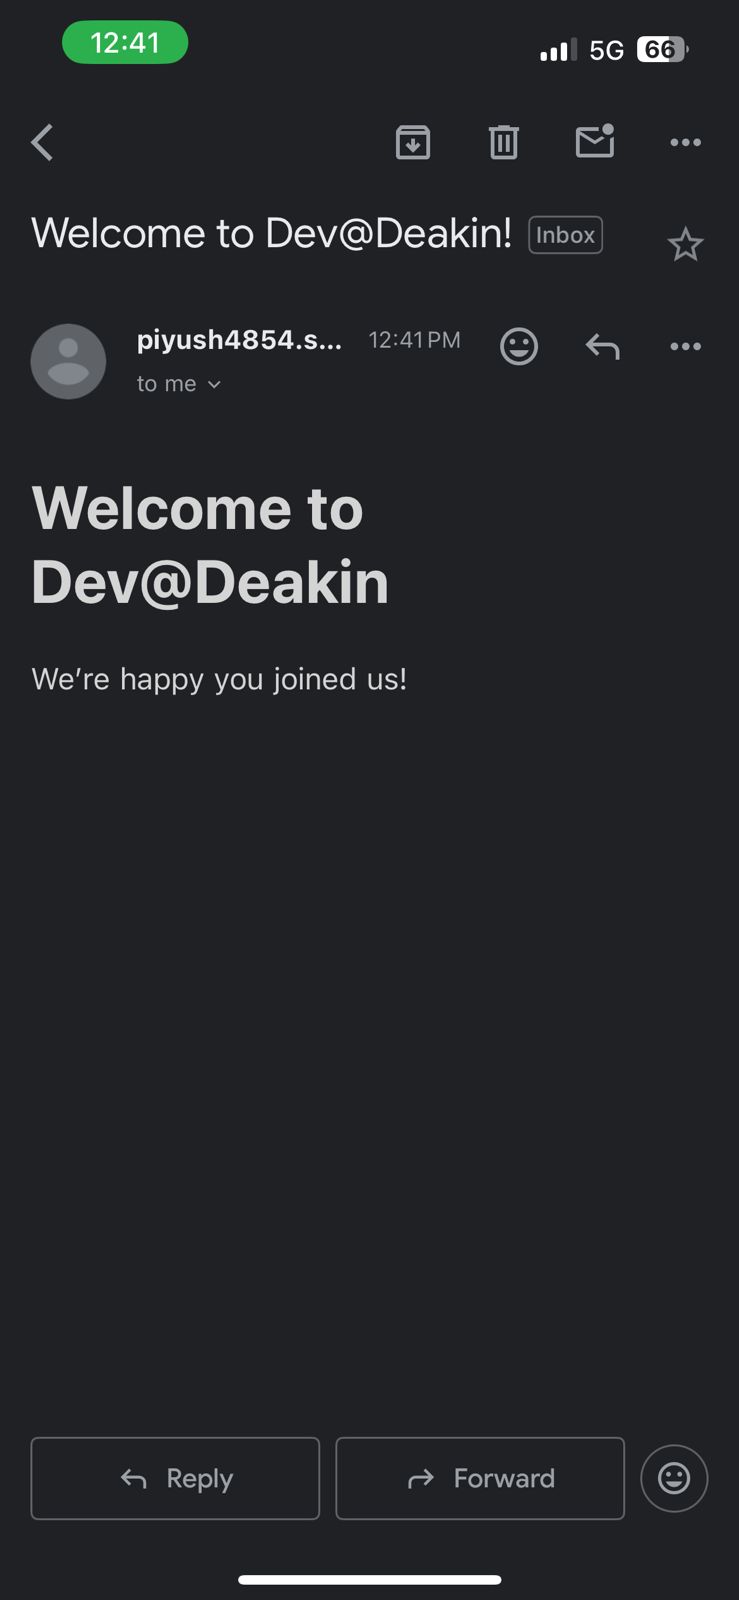 12:41
5G 66
Welcome to Dev@Deakin! Inbox
piyush4854.s... 12:41 PM
to me
Welcome to
Dev@Deakin
We’re happy you joined us!
Reply Forward